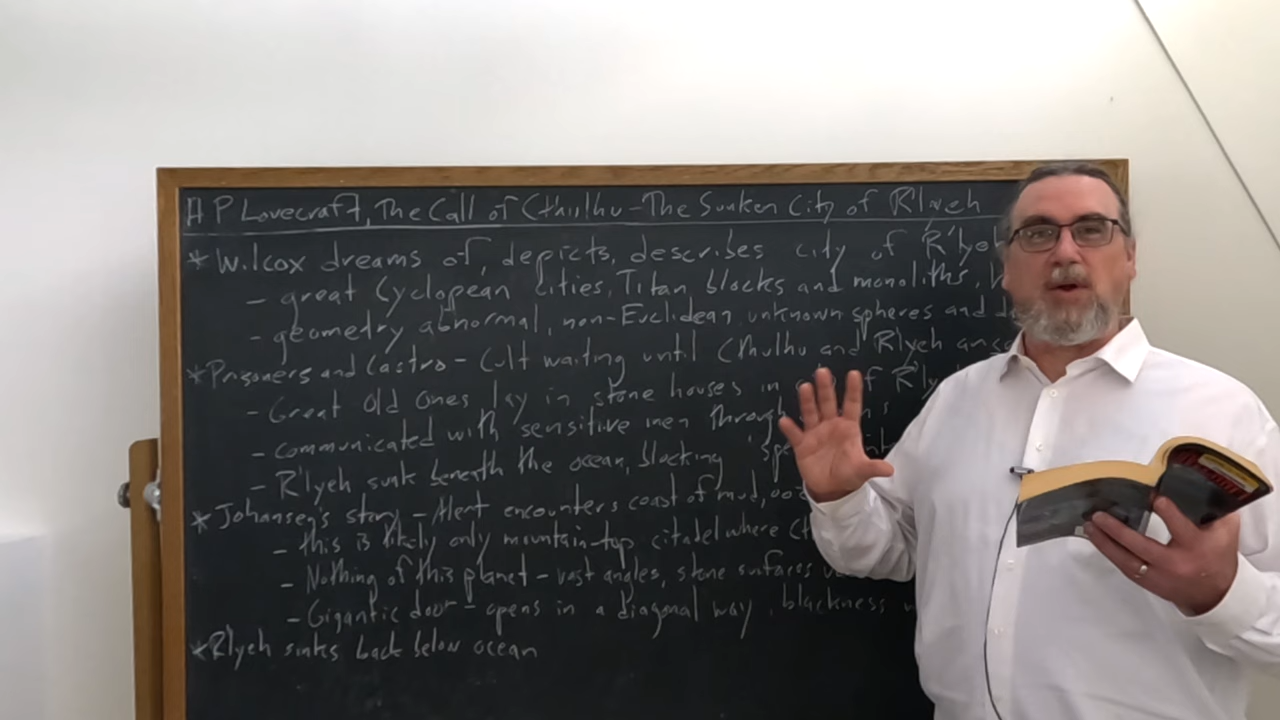 H P Lovecraft, The Call of Cthulhu - The Sunken City of R'lyeh
* Wilcox dreams of, depicts, describes city of R'lye
- great Cyclopean cities, Titan blocks and monoliths,
- geometry abnormal, non-Euclidean, unknown spheres and
* Prisoners and Castro - Cult waiting until Cthulhu and R'lyeh
- Great Old Ones lay in stone houses in of R'ly
- communicated with sensitive men through
- R'lyeh sunk beneath the ocean, blocking
* Johansen's story - Alert encounters coast of mud,
- this is likely only mountain-top, citadel where
- Nothing of this planet - vast angles, stone surfaces
- Gigantic door - opens in a diagonal way, blackness
* R'lyeh sinks back below ocean